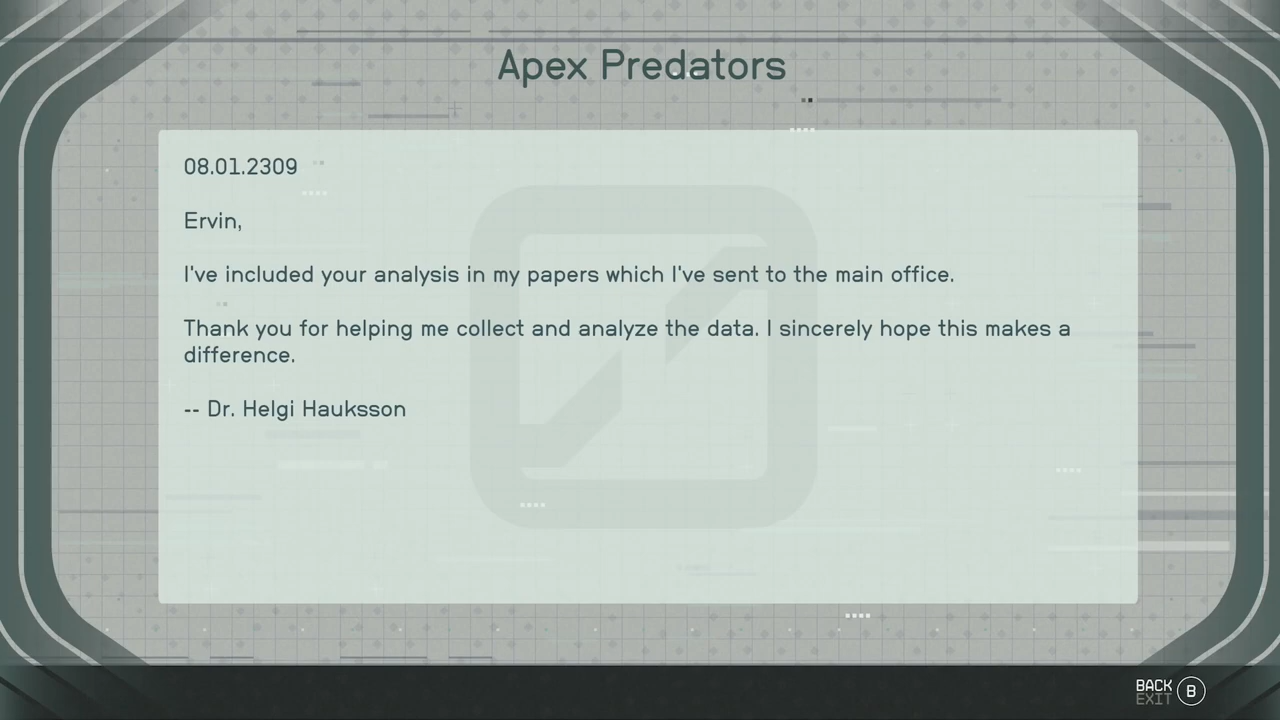 Apex Predators
08.01.2309
Ervin,
I've included your analysis in my papers which I've sent to the main office.
Thank you for helping me collect and analyze the data. I sincerely hope this makes a
difference.
-- Dr. Helgi Hauksson
BACK
EXIT
B